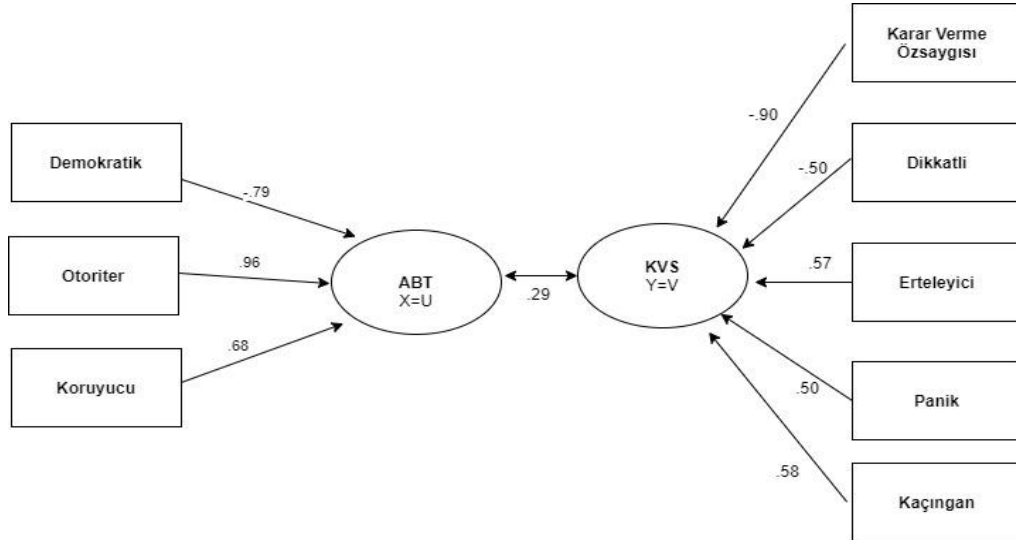 Karar Verme
Özsaygısı
-.90
Demokratik
Dikkatli
-.79
-.50
Otoriter
.96
ABT
X=U
.29
KVS
Y=V
.57
Erteleyici
Koruyucu
.68
.50
Panik
.58
Kaçıngan